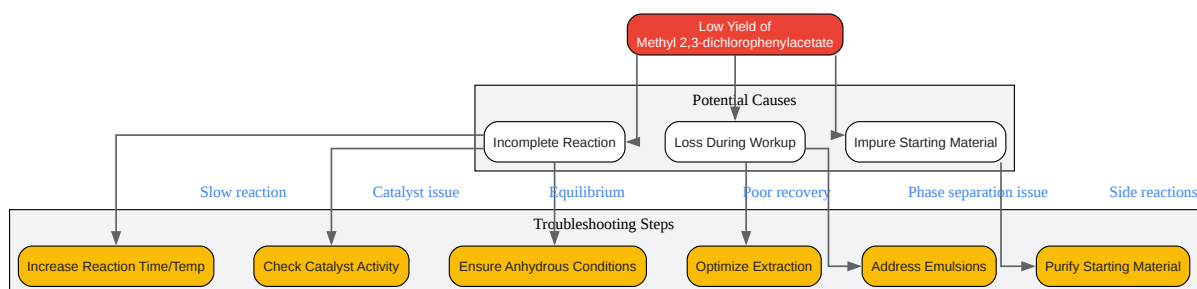 Low Yield of
Methyl 2,3-dichlorophenylacetate
Potential Causes
Incomplete Reaction
Loss During Workup
Impure Starting Material
Slow reaction
Catalyst issue
Equilibrium
Poor recovery
Phase separation issue
Side reactions
Troubleshooting Steps
Increase Reaction Time/Temp
Check Catalyst Activity
Ensure Anhydrous Conditions
Optimize Extraction
Address Emulsions
Purify Starting Material